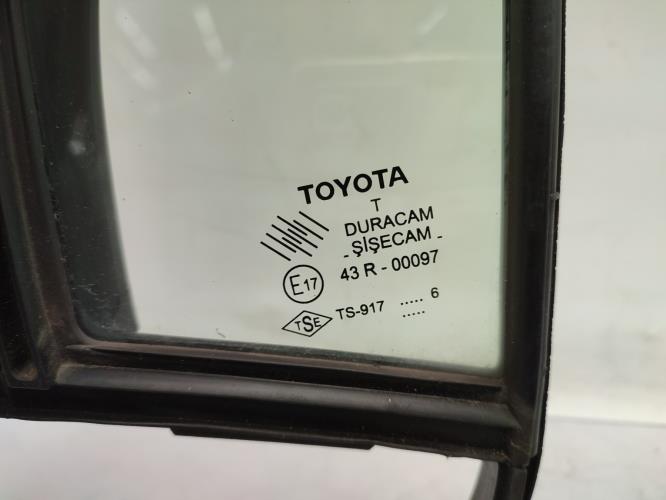 TOYOTA
T
DURACAM
- ŞİŞECAM -
E17 43 R - 00097
TSE TS-917 ..... 6
.....